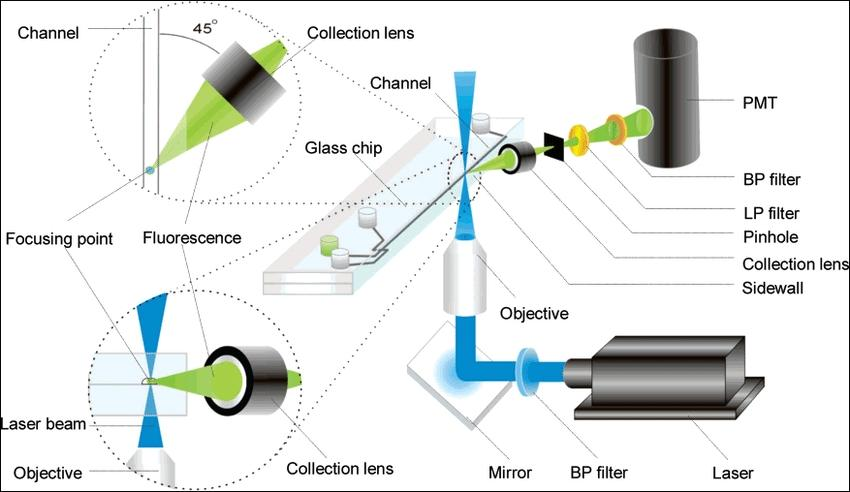 Channel
45°
Collection lens
Channel
PMT
Glass chip
BP filter
LP filter
Focusing point
Fluorescence
Pinhole
Collection lens
Sidewall
Objective
Laser beam
Objective
Collection lens
Mirror
BP filter
Laser